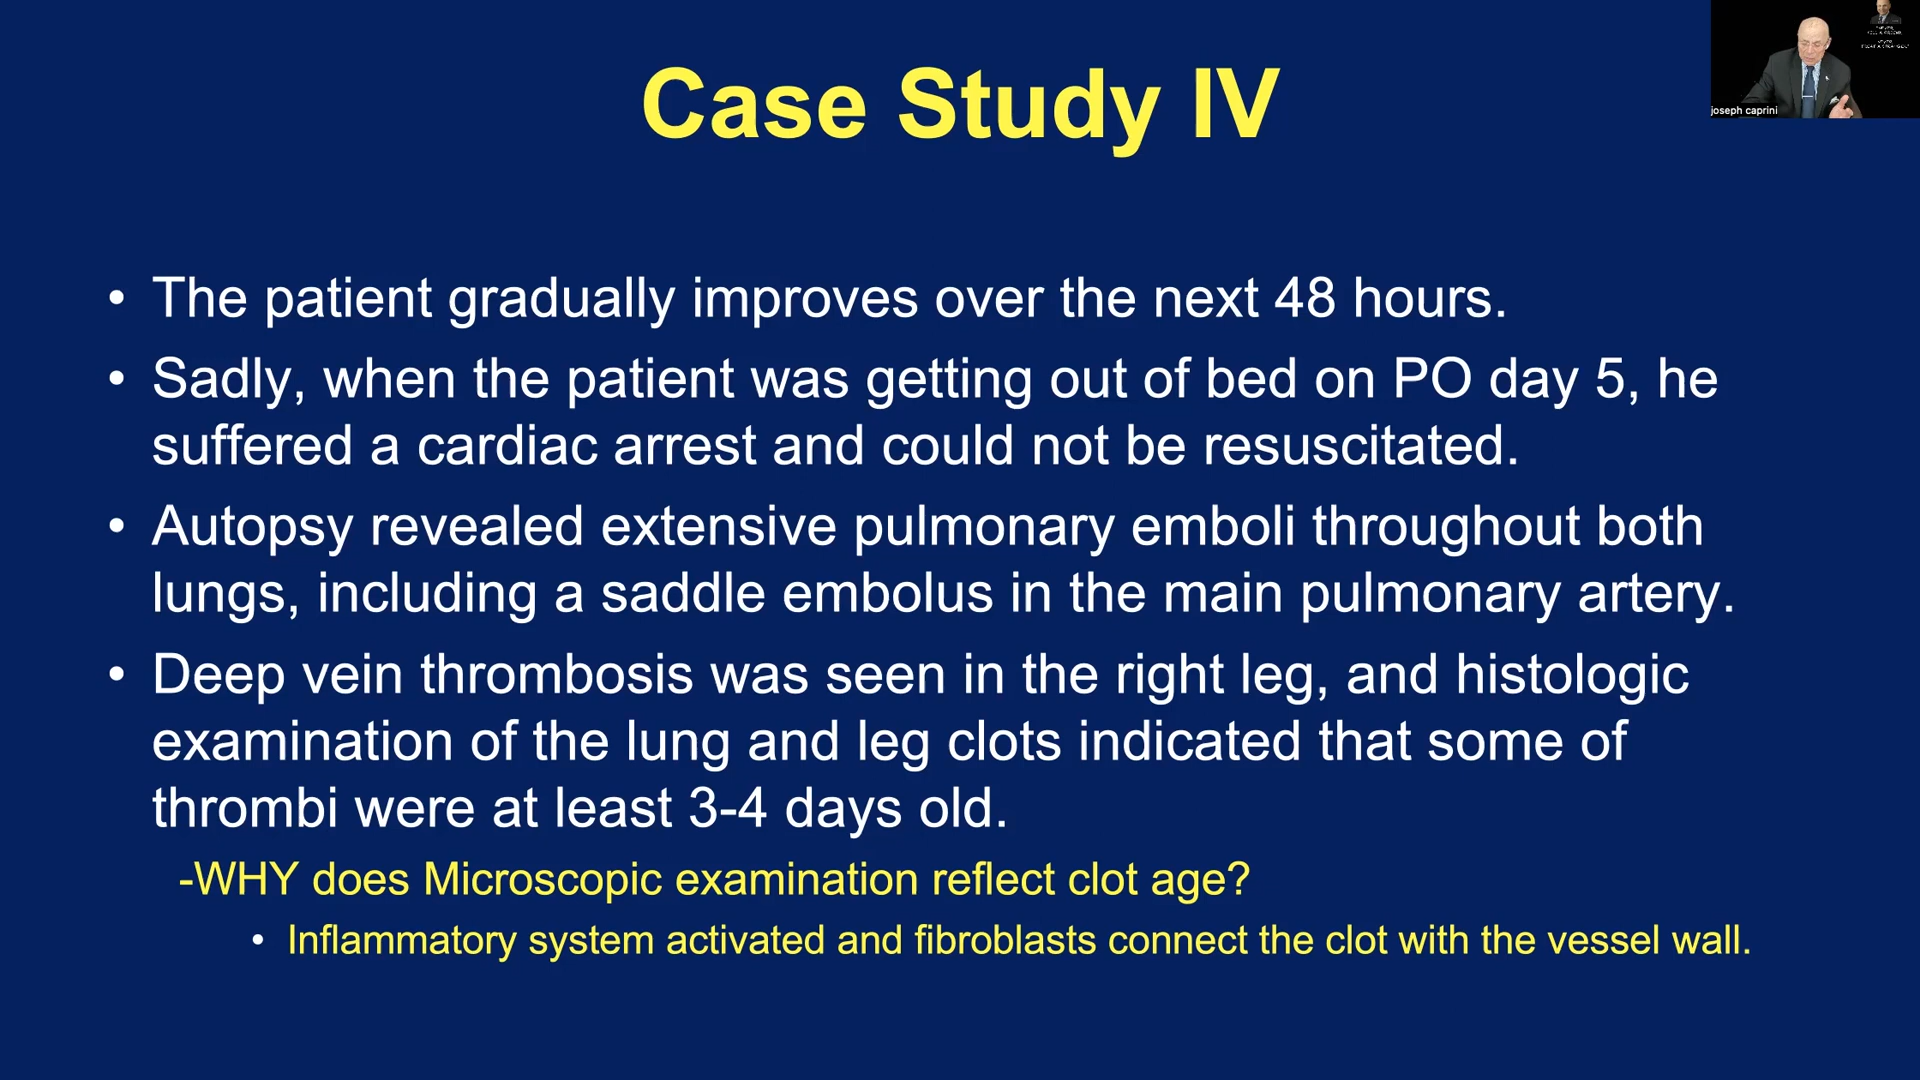 Case Study IV
joseph caprini
• The patient gradually improves over the next 48 hours.
• Sadly, when the patient was getting out of bed on PO day 5, he
suffered a cardiac arrest and could not be resuscitated.
• Autopsy revealed extensive pulmonary emboli throughout both
lungs, including a saddle embolus in the main pulmonary artery.
• Deep vein thrombosis was seen in the right leg, and histologic
examination of the lung and leg clots indicated that some of
thrombi were at least 3-4 days old.
-WHY does Microscopic examination reflect clot age?
• Inflammatory system activated and fibroblasts connect the clot with the vessel wall.